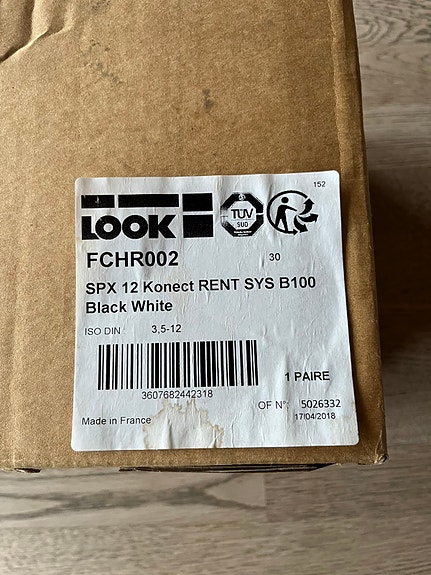 152
LOOK
TÜV
SÜD
FCHR002 30
SPX 12 Konect RENT SYS B100
Black White
ISO DIN : 3,5-12
3607682442318
1 PAIRE
OF N°: 5026332
Made in France
17/04/2018